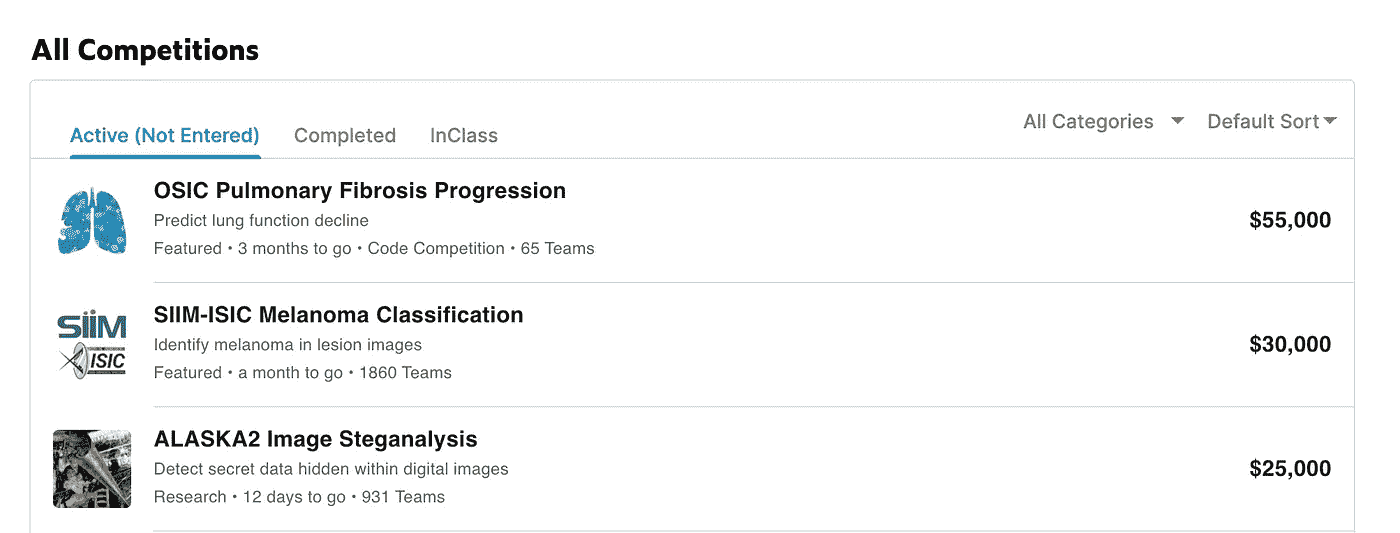 All Competitions
Active (Not Entered) Completed InClass All Categories Default Sort
OSIC Pulmonary Fibrosis Progression
Predict lung function decline
Featured • 3 months to go • Code Competition • 65 Teams
$55,000
SIIM
ISIC
SIIM-ISIC Melanoma Classification
Identify melanoma in lesion images
Featured • a month to go • 1860 Teams
$30,000
ALASKA2 Image Steganalysis
Detect secret data hidden within digital images
Research • 12 days to go • 931 Teams
$25,000